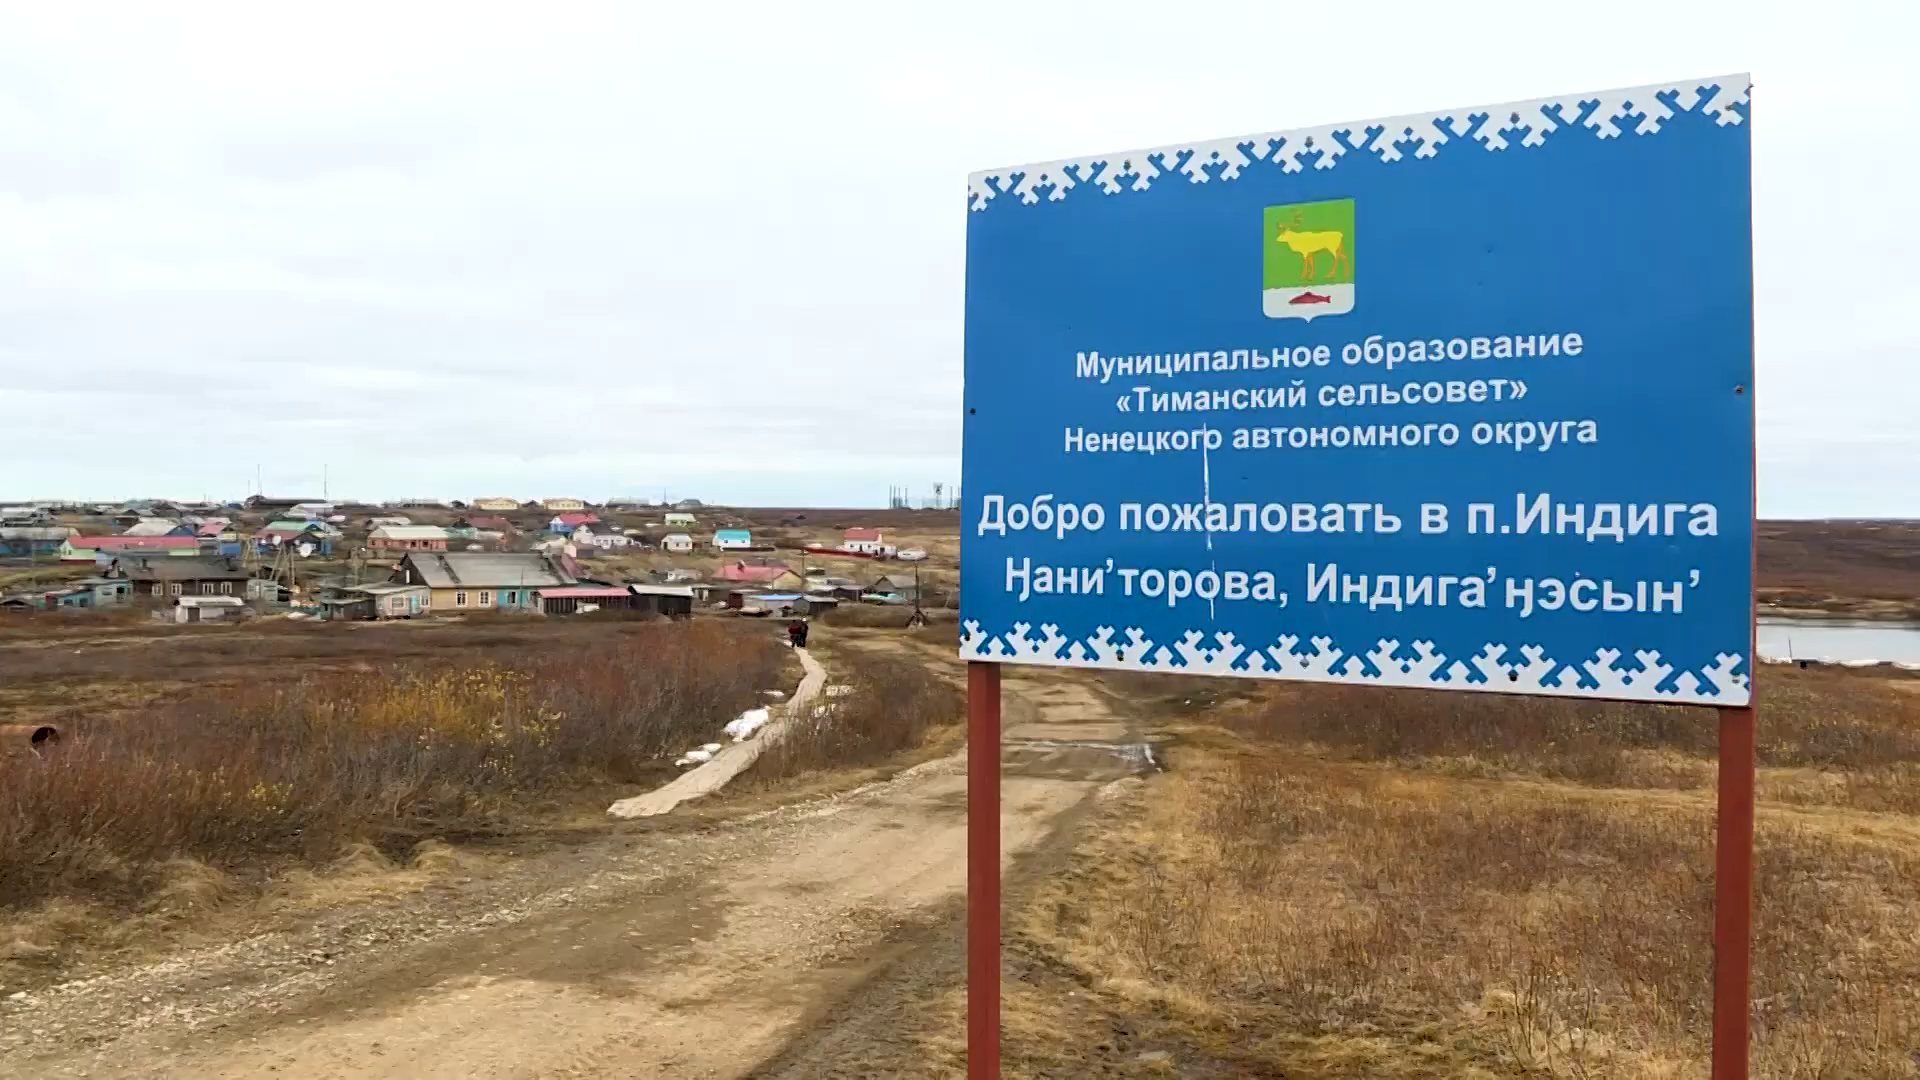 Муниципальное образование
«Тиманский сельсовет»
Ненецкого автономного округа
Добро пожаловать в п.Индига
Ӈани’торова, Индига’ӈэсын’